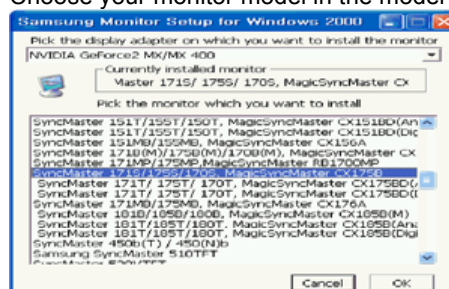 Choose your monitor model in the model
Samsung Monitor Setup for Windows 2000
Pick the display adapter on which you want to install the monitor
NVIDIA GeForce2 MX/MX 400
Currently installed monitor
Master 171S/ 175S/ 170S, MagicSyncMaster CX
Pick the monitor which you want to install
SyncMaster 151T/155T/150T, MagicSyncMaster CX151BD(An
SyncMaster 151T/155T/150T, MagicSyncMaster CX151BD(Dig
SyncMaster 151MB/155MB, MagicSyncMaster CX156A
SyncMaster 171B(M)/175B(M)/170B(M), MagicSyncMaster CX
SyncMaster 171MP/175MP,MagicSyncMaster RB1700MP
SyncMaster 171S/175S/170S, MagicSyncMaster CX175B
SyncMaster 171T/ 175T/ 170T, MagicSyncMaster CX175BD(
SyncMaster 171T/ 175T/ 170T, MagicSyncMaster CX175BD(
SyncMaster 171MB/175MB, MagicSyncMaster CX176A
SyncMaster 181B/185B/180B, MagicSyncMaster CX185B(M)
SyncMaster 181T/185T/180T, MagicSyncMaster CX185B(Ana
SyncMaster 181T/185T/180T, MagicSyncMaster CX185B(Digi
SyncMaster 450b(T) / 450(N)b
Samsung SyncMaster 510TFT
Cancel OK